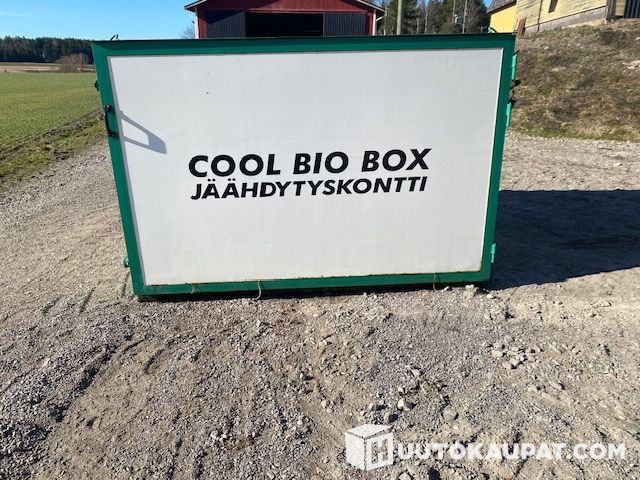 COOL BIO BOX
JÄÄHDYTYSKONTTI
HUUTOKAUPAT.COM